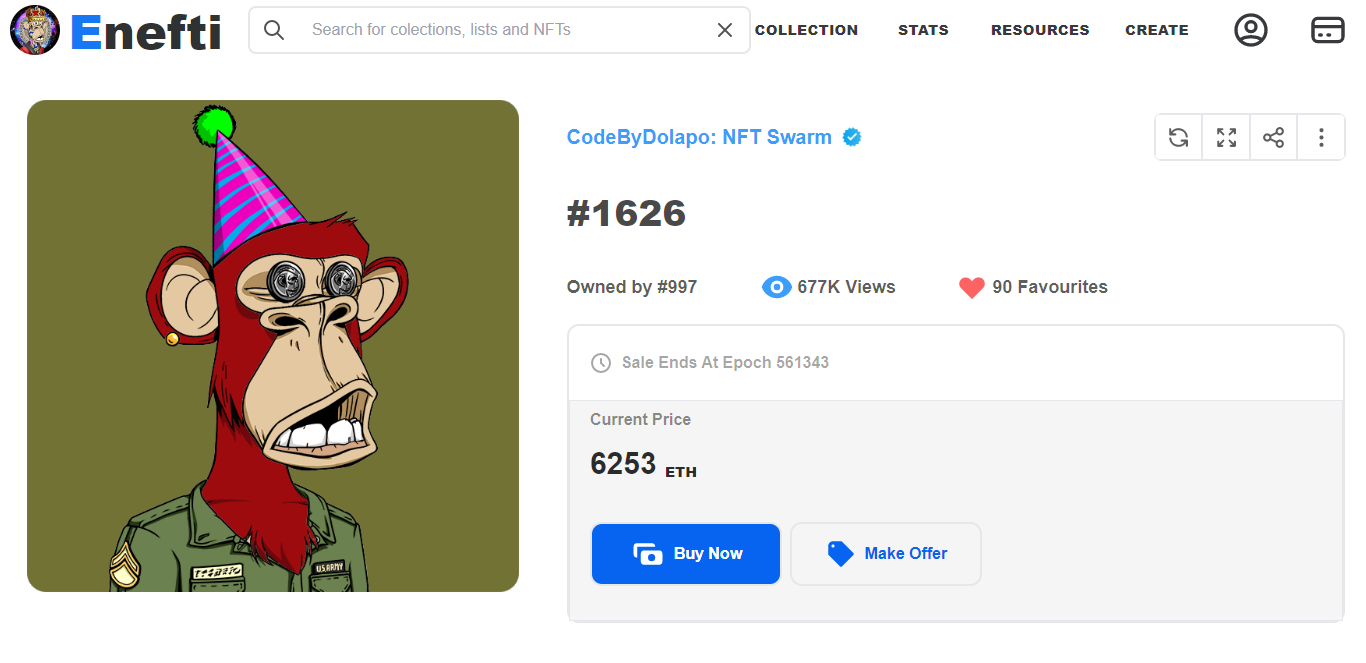 Enefti
Search for colections, lists and NFTs
COLLECTION
STATS
RESOURCES
CREATE
CodeByDolapo: NFT Swarm
#1626
Owned by #997
677K Views
90 Favourites
Sale Ends At Epoch 561343
Current Price
6253 ETH
Buy Now
Make Offer
U.S.ARMY